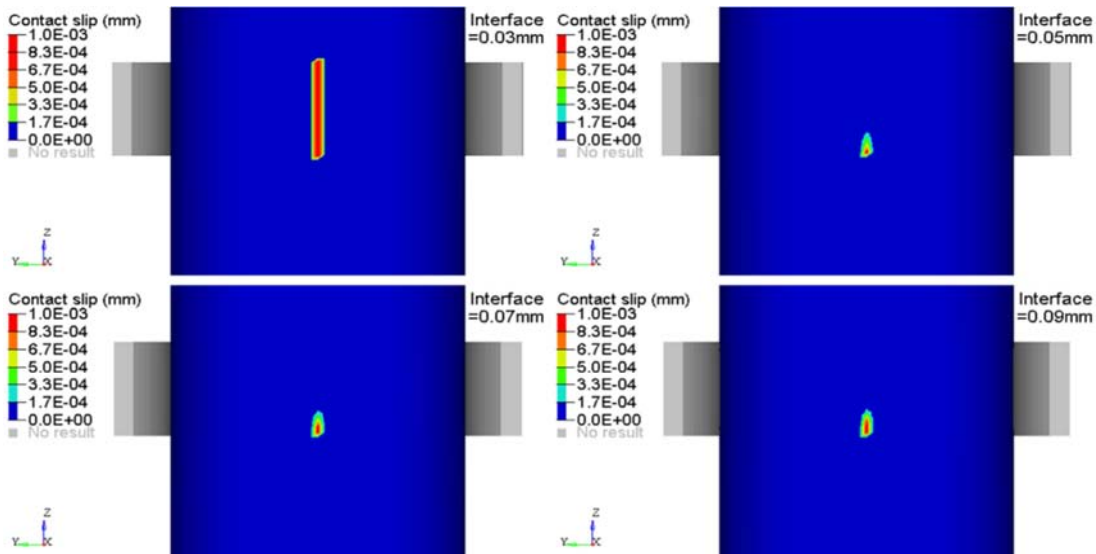 Contact slip (mm)
1.0E-03
8.3E-04
6.7E-04
5.0E-04
3.3E-04
1.7E-04
0.0E+00
No result
Interface
=0.03mm
Z
Y
X
Contact slip (mm)
1.0E-03
8.3E-04
6.7E-04
5.0E-04
3.3E-04
1.7E-04
0.0E+00
No result
Interface
=0.05mm
Z
Y
X
Contact slip (mm)
1.0E-03
8.3E-04
6.7E-04
5.0E-04
3.3E-04
1.7E-04
0.0E+00
No result
Interface
=0.07mm
Z
Y
X
Contact slip (mm)
1.0E-03
8.3E-04
6.7E-04
5.0E-04
3.3E-04
1.7E-04
0.0E+00
No result
Interface
=0.09mm
Z
Y
X